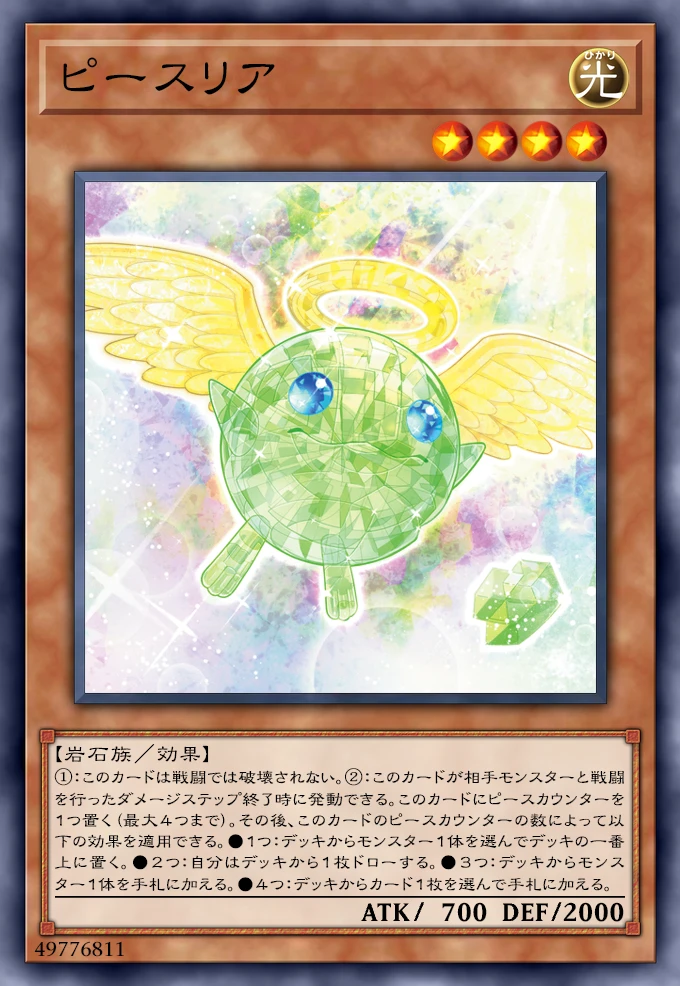 ピースリア
ひかり
光
【岩石族／効果】
①：このカードは戦闘では破壊されない。②：このカードが相手モンスターと戦闘
を行ったダメージステップ終了時に発動できる。このカードにピースカウンターを
1つ置く（最大４つまで）。その後、このカードのピースカウンターの数によって以
下の効果を適用できる。●１つ：デッキからモンスター１体を選んでデッキの一番
上に置く。●２つ：自分はデッキから１枚ドローする。●３つ：デッキからモンス
ター１体を手札に加える。●４つ：デッキからカード１枚を選んで手札に加える。
ATK/ 700 DEF/2000
49776811